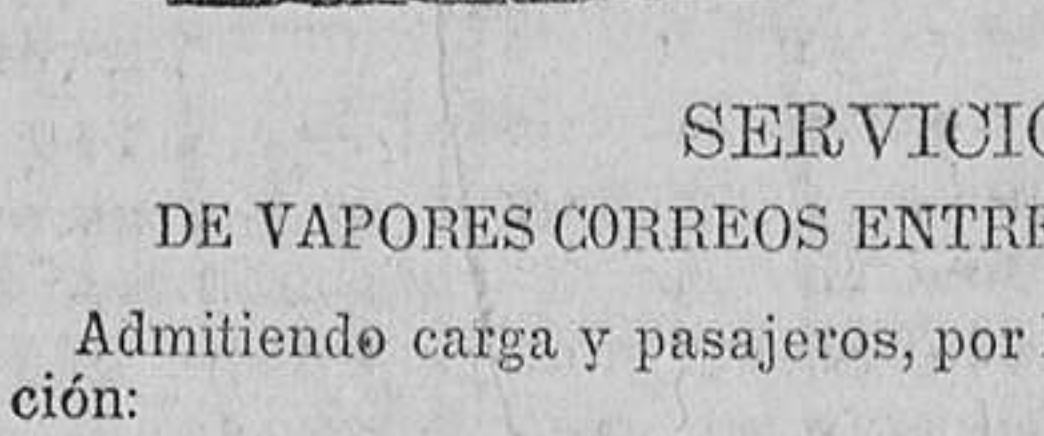 SERVICIO
DE VAPORES CORREOS ENTRE
Admitiendo carga y pasajeros, por
ción: